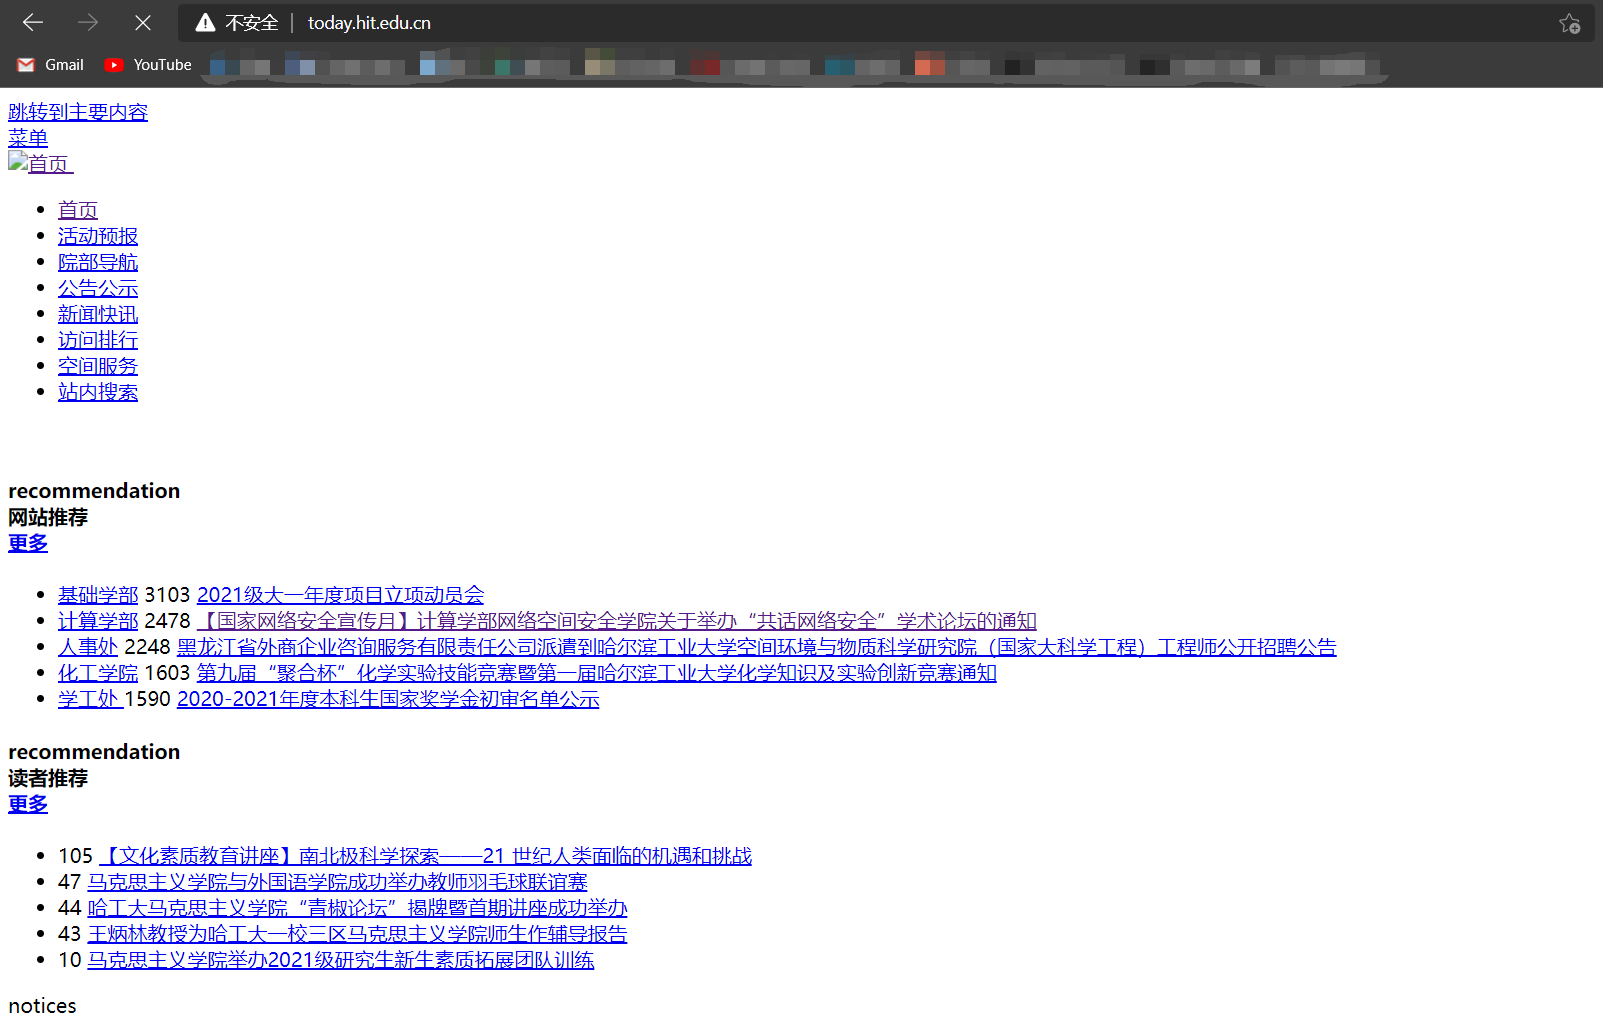 不安全 | today.hit.edu.cn
Gmail YouTube
跳转到主要内容
菜单
首页
首页
活动预报
院部导航
公告公示
新闻快讯
访问排行
空间服务
站内搜索
recommendation
网站推荐
更多
基础学部 3103 2021级大一年度项目立项动员会
计算学部 2478 【国家网络安全宣传月】计算学部网络空间安全学院关于举办“共话网络安全”学术论坛的通知
人事处 2248 黑龙江省外商企业咨询服务有限责任公司派遣到哈尔滨工业大学空间环境与物质科学研究院（国家大科学工程）工程师公开招聘公告
化工学院 1603 第九届“聚合杯”化学实验技能竞赛暨第一届哈尔滨工业大学化学知识及实验创新竞赛通知
学工处 1590 2020-2021年度本科生国家奖学金初审名单公示
recommendation
读者推荐
更多
105 【文化素质教育讲座】南北极科学探索——21 世纪人类面临的机遇和挑战
47 马克思主义学院与外国语学院成功举办教师羽毛球联谊赛
44 哈工大马克思主义学院“青椒论坛”揭牌暨首期讲座成功举办
43 王炳林教授为哈工大一校三区马克思主义学院师生作辅导报告
10 马克思主义学院举办2021级研究生新生素质拓展团队训练
notices